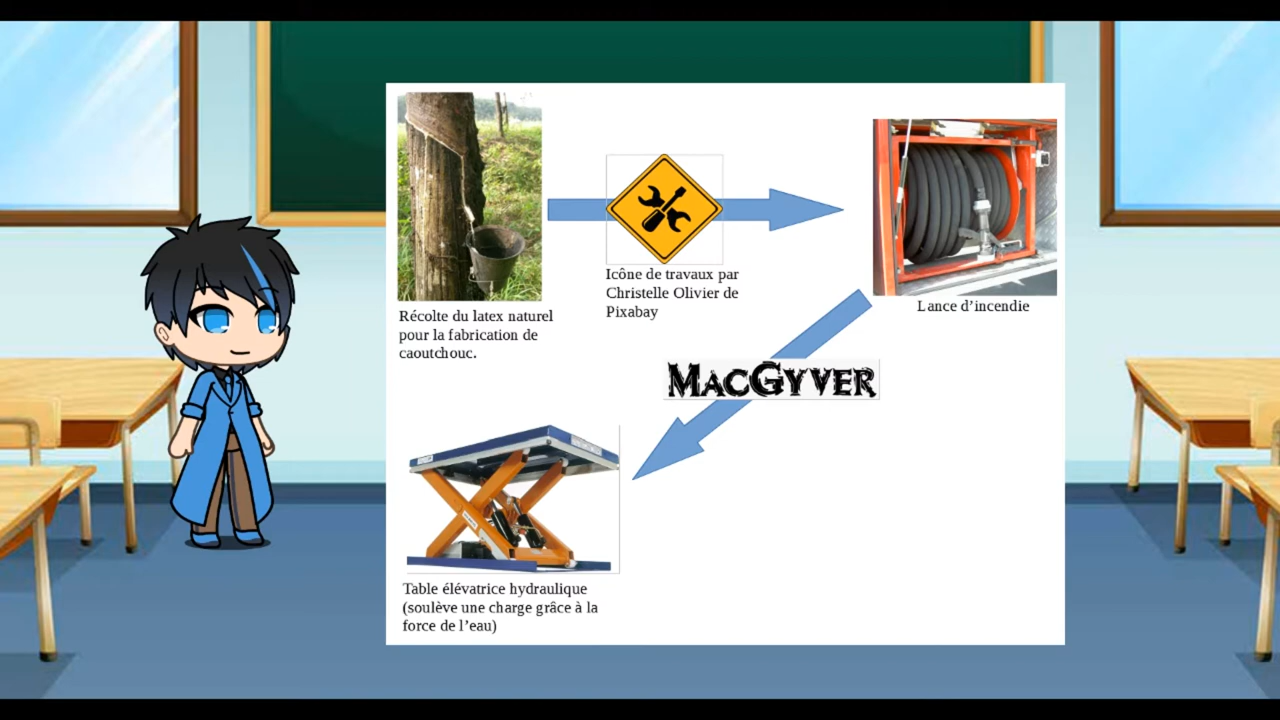 Récolte du latex naturel
pour la fabrication de
caoutchouc.
Icône de travaux par
Christelle Olivier de
Pixabay
Lance d’incendie
MACGYVER
Table élévatrice hydraulique
(soulève une charge grâce à la
force de l’eau)